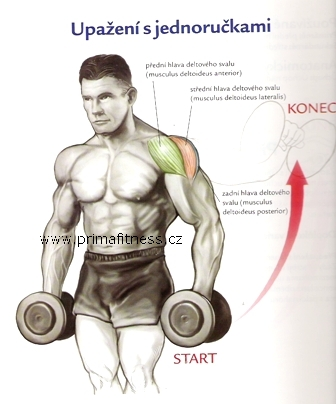 Upažení s jednoručkami
přední hlava deltového svalu
(musculus deltoideus anterior)
střední hlava deltového svalu
(musculus deltoideus lateralis)
KONEC
zadní hlava deltového
svalu (musculus
deltoideus posterior)
www.primafitness.cz
START